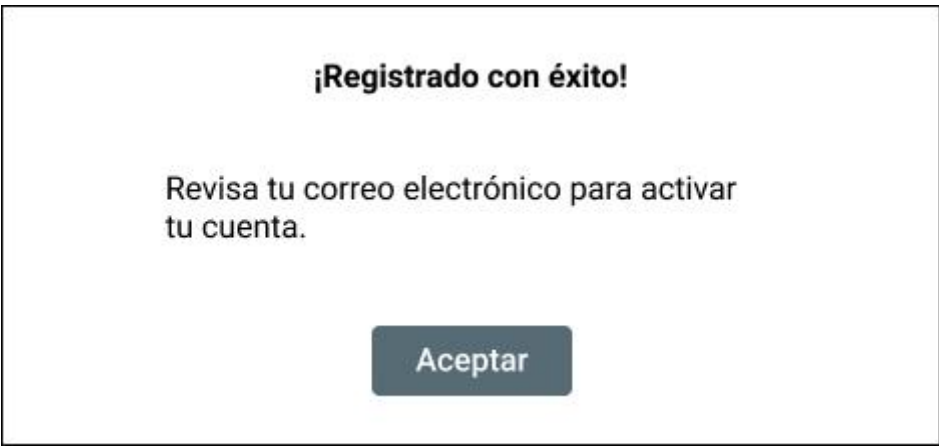 ¡Registrado con éxito!
Revisa tu correo electrónico para activar
tu cuenta.
Aceptar